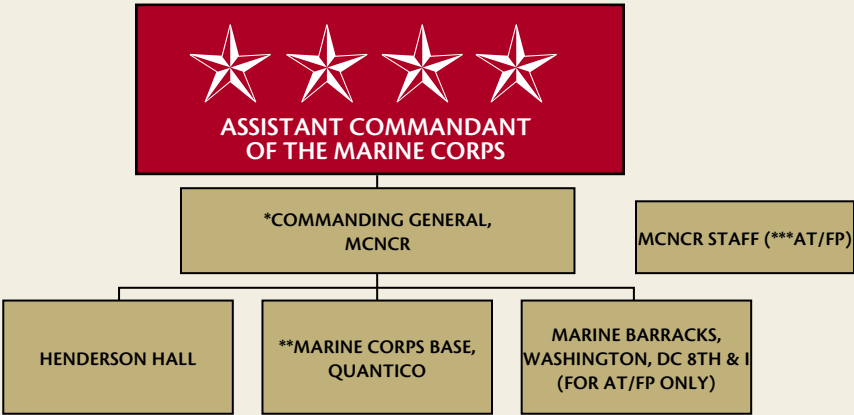 ASSISTANT COMMANDANT
OF THE MARINE CORPS
*COMMANDING GENERAL,
MCNCR
MCNCR STAFF (***AT/FP)
HENDERSON HALL
**MARINE CORPS BASE,
QUANTICO
MARINE BARRACKS,
WASHINGTON, DC 8TH & I
(FOR AT/FP ONLY)